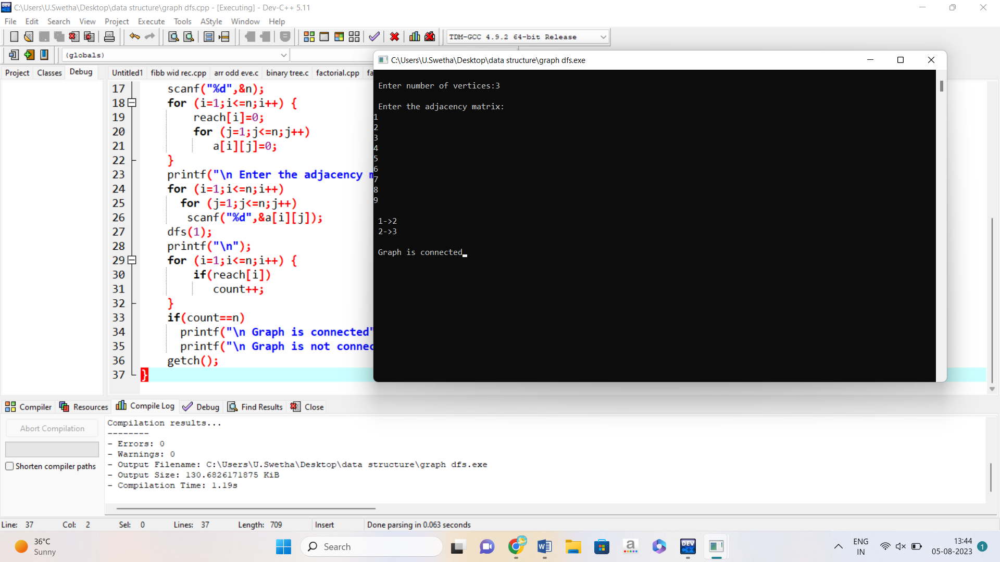 C:\Users\U.Swetha\Desktop\data structure\graph dfs.cpp - [Executing] - Dev-C++ 5.11
File Edit Search View Project Execute Tools AStyle Window Help
TDM-GCC 4.9.2 64-bit Release
(globals)
Project Classes Debug
Untitled1 fibb wid rec.cpp arr odd eve.c binary tree.c factorial.cpp
17 scanf("%d",&n);
18 for (i=1;i<=n;i++) {
19 reach[i]=0;
20 for (j=1;j<=n;j++)
21 a[i][j]=0;
22 }
23 printf("\n Enter the adjacency
24 for (i=1;i<=n;i++)
25 for (j=1;j<=n;j++)
26 scanf("%d",&a[i][j]);
27 dfs(1);
28 printf("\n");
29 for (i=1;i<=n;i++) {
30 if(reach[i])
31 count++;
32 }
33 if(count==n)
34 printf("\n Graph is connected"
35 printf("\n Graph is not connec
36 getch();
37 }
C:\Users\U.Swetha\Desktop\data structure\graph dfs.exe
Enter number of vertices:3
Enter the adjacency matrix:
1
2
3
4
5
6
7
8
9
1->2
2->3
Graph is connected
Compiler Resources Compile Log Debug Find Results Close
Abort Compilation
Shorten compiler paths
Compilation results...
--------
- Errors: 0
- Warnings: 0
- Output Filename: C:\Users\U.Swetha\Desktop\data structure\graph dfs.exe
- Output Size: 130.6826171875 KiB
- Compilation Time: 1.19s
Line: 37 Col: 2 Sel: 0 Lines: 37 Length: 709 Insert Done parsing in 0.063 seconds
36°C
Sunny
Search
DEV
ENG
IN
13:44
05-08-2023
1